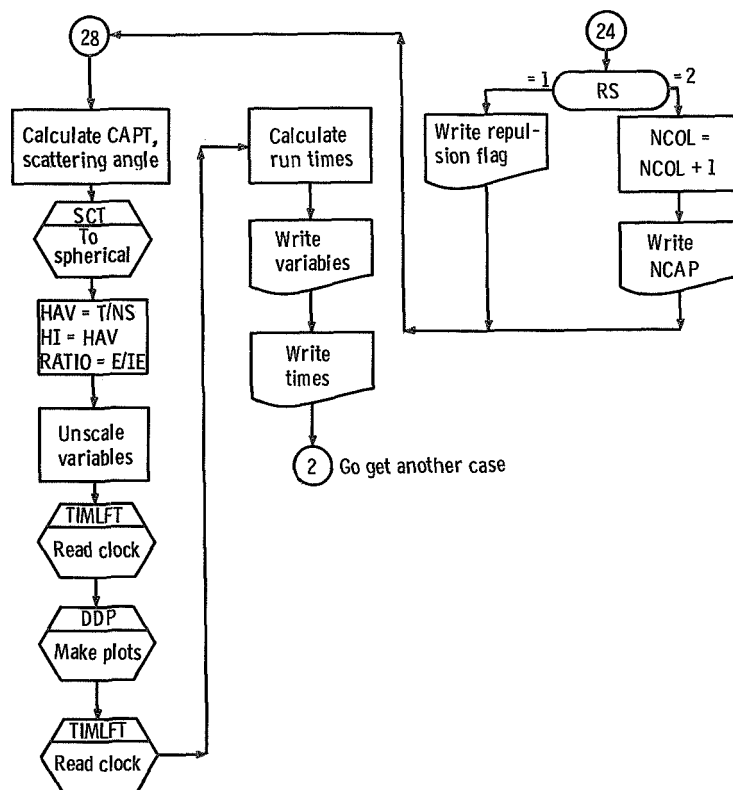 28
Calculate CAPT,
scattering angle
SCT
To
spherical
HAV = T/NS
HI = HAV
RATIO = E/IE
Unscale
variables
TIMLFT
Read clock
DDP
Make plots
TIMLFT
Read clock
Calculate
run times
Write
variables
Write
times
2 Go get another case
24
= 1
RS
= 2
Write repul-
sion flag
NCOL =
NCOL + 1
Write
NCAP